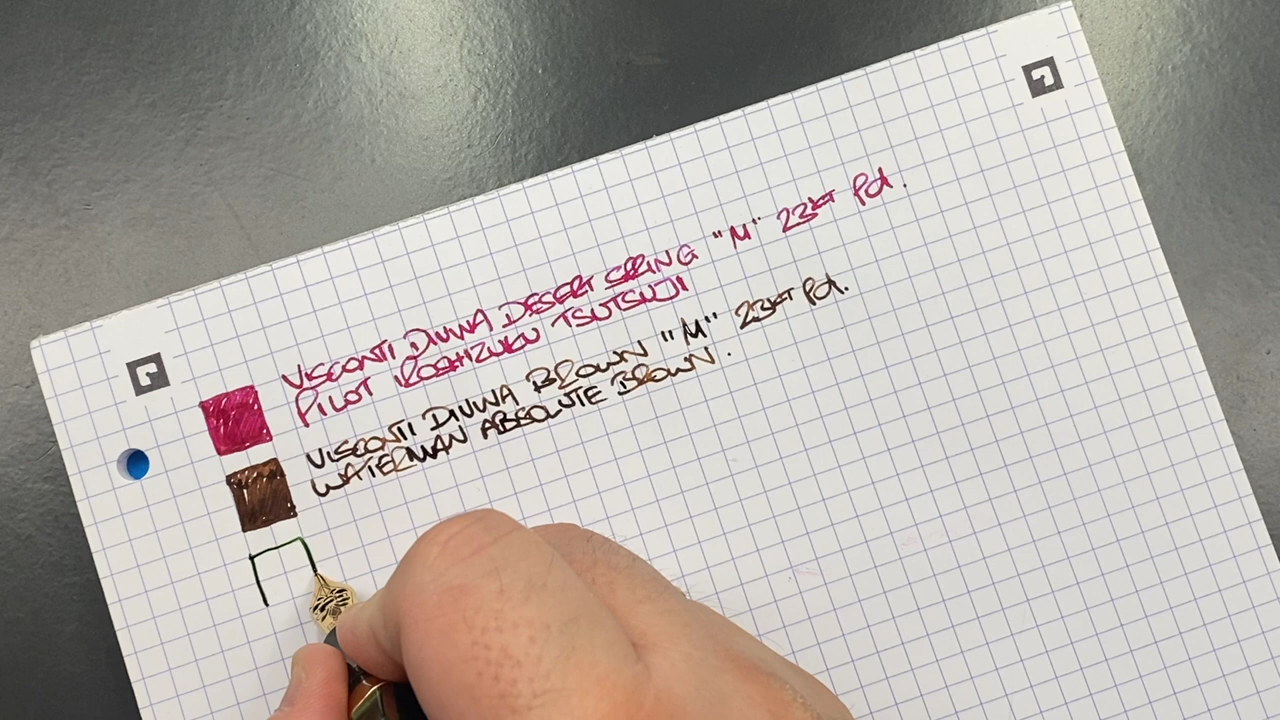 VISCONTI DIVINA DESERT SPRING "M" 23KT Pd.
PILOT IROSHIZUKU TSUTSUJI
VISCONTI DIVINA BROWN "M" 23KT Pd.
WATERMAN ABSOLUTE BROWN.